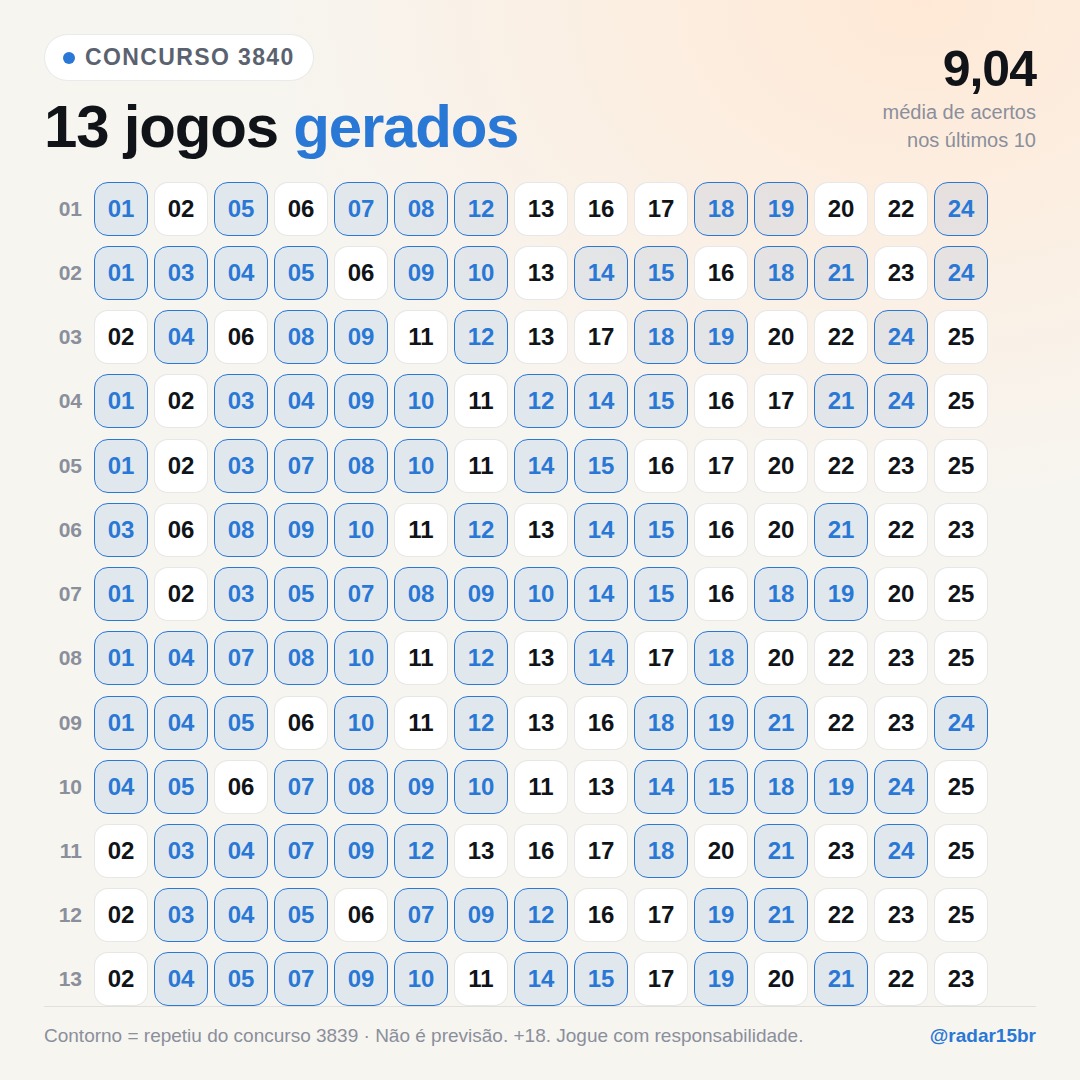 CONCURSO 3840
13 jogos gerados
9,04
média de acertos
nos últimos 10
01 01 02 05 06 07 08 12 13 16 17 18 19 20 22 24
02 01 03 04 05 06 09 10 13 14 15 16 18 21 23 24
03 02 04 06 08 09 11 12 13 17 18 19 20 22 24 25
04 01 02 03 04 09 10 11 12 14 15 16 17 21 24 25
05 01 02 03 07 08 10 11 14 15 16 17 20 22 23 25
06 03 06 08 09 10 11 12 13 14 15 16 20 21 22 23
07 01 02 03 05 07 08 09 10 14 15 16 18 19 20 25
08 01 04 07 08 10 11 12 13 14 17 18 20 22 23 25
09 01 04 05 06 10 11 12 13 16 18 19 21 22 23 24
10 04 05 06 07 08 09 10 11 13 14 15 18 19 24 25
11 02 03 04 07 09 12 13 16 17 18 20 21 23 24 25
12 02 03 04 05 06 07 09 12 16 17 19 21 22 23 25
13 02 04 05 07 09 10 11 14 15 17 19 20 21 22 23
Contorno = repetiu do concurso 3839 · Não é previsão. +18. Jogue com responsabilidade.
@radar15br